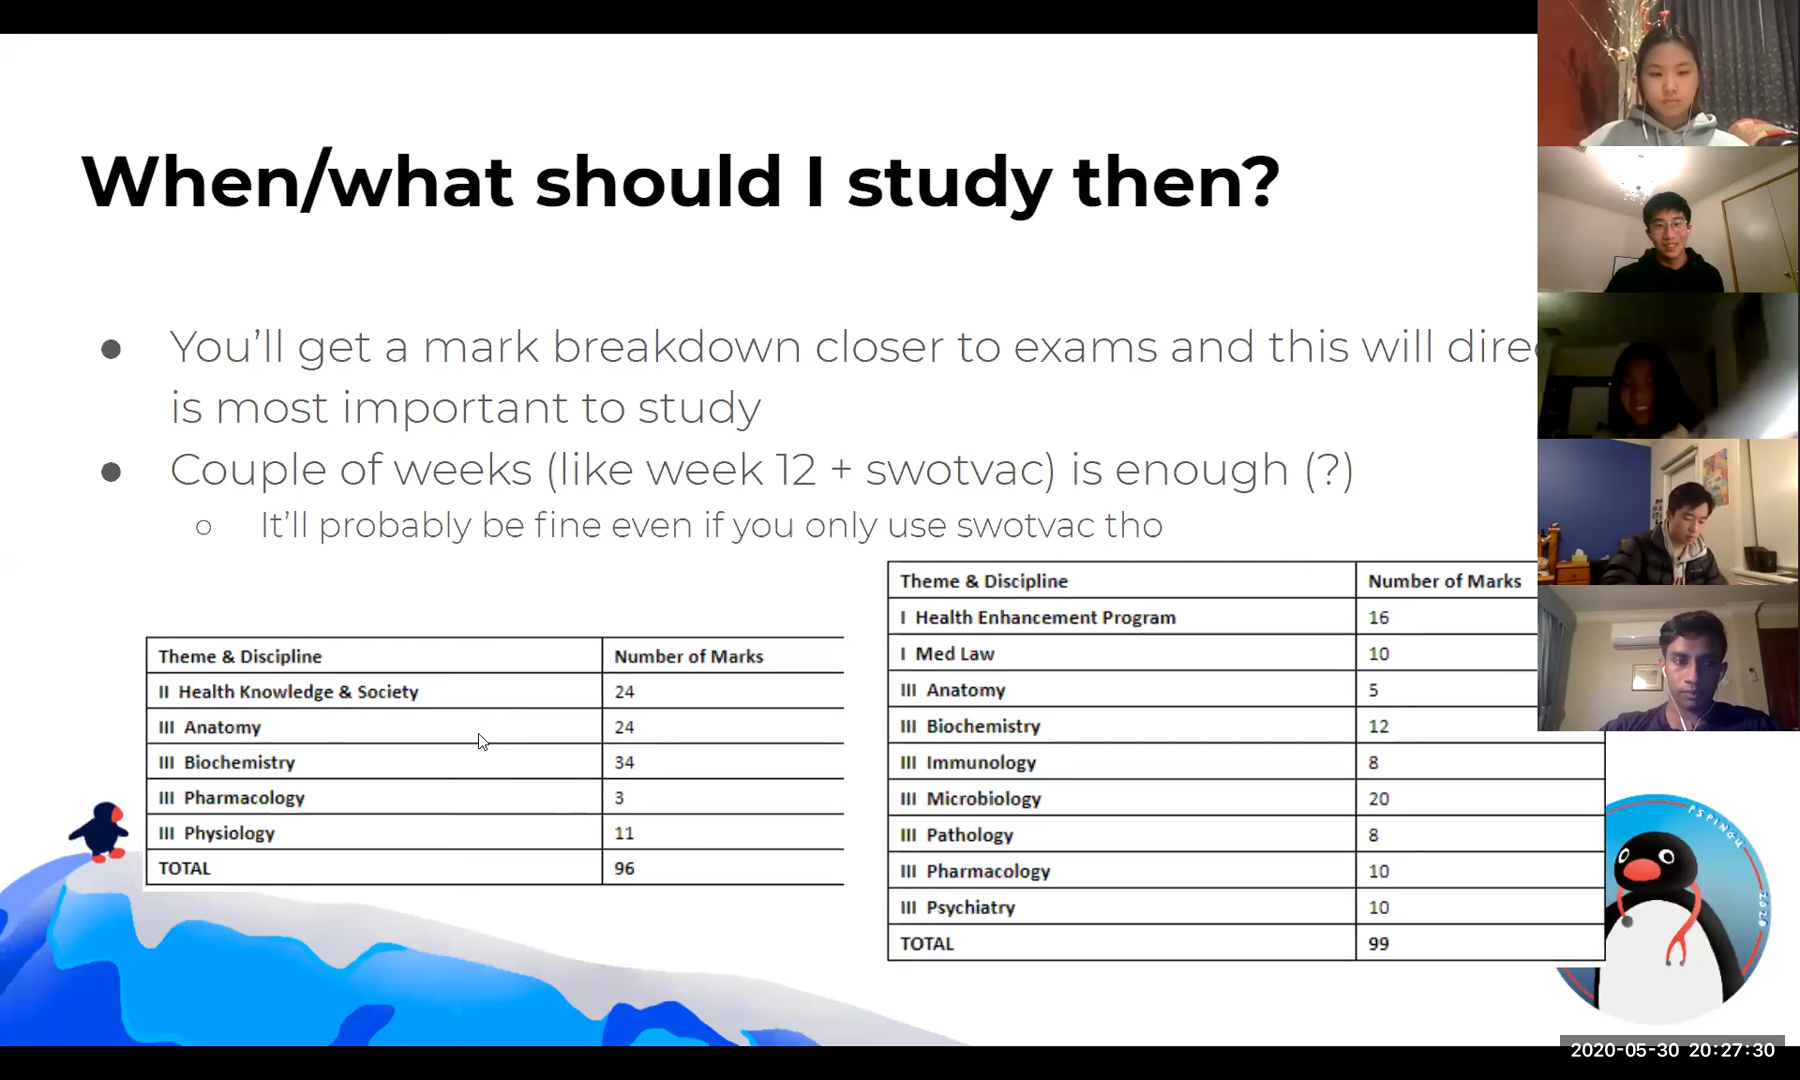 When/what should I study then?
● You'll get a mark breakdown closer to exams and this will
is most important to study
● Couple of weeks (like week 12 + swotvac) is enough (?)
○ It'll probably be fine even if you only use swotvac tho
Theme & Discipline Number of Marks
II Health Knowledge & Society 24
III Anatomy 24
III Biochemistry 34
III Pharmacology 3
III Physiology 11
TOTAL 96
Theme & Discipline Number of Marks
I Health Enhancement Program 16
I Med Law 10
III Anatomy 5
III Biochemistry 12
III Immunology 8
III Microbiology 20
III Pathology 8
III Pharmacology 10
III Psychiatry 10
TOTAL 99
PSPINGU
2020
2020-05-30 20:27:30